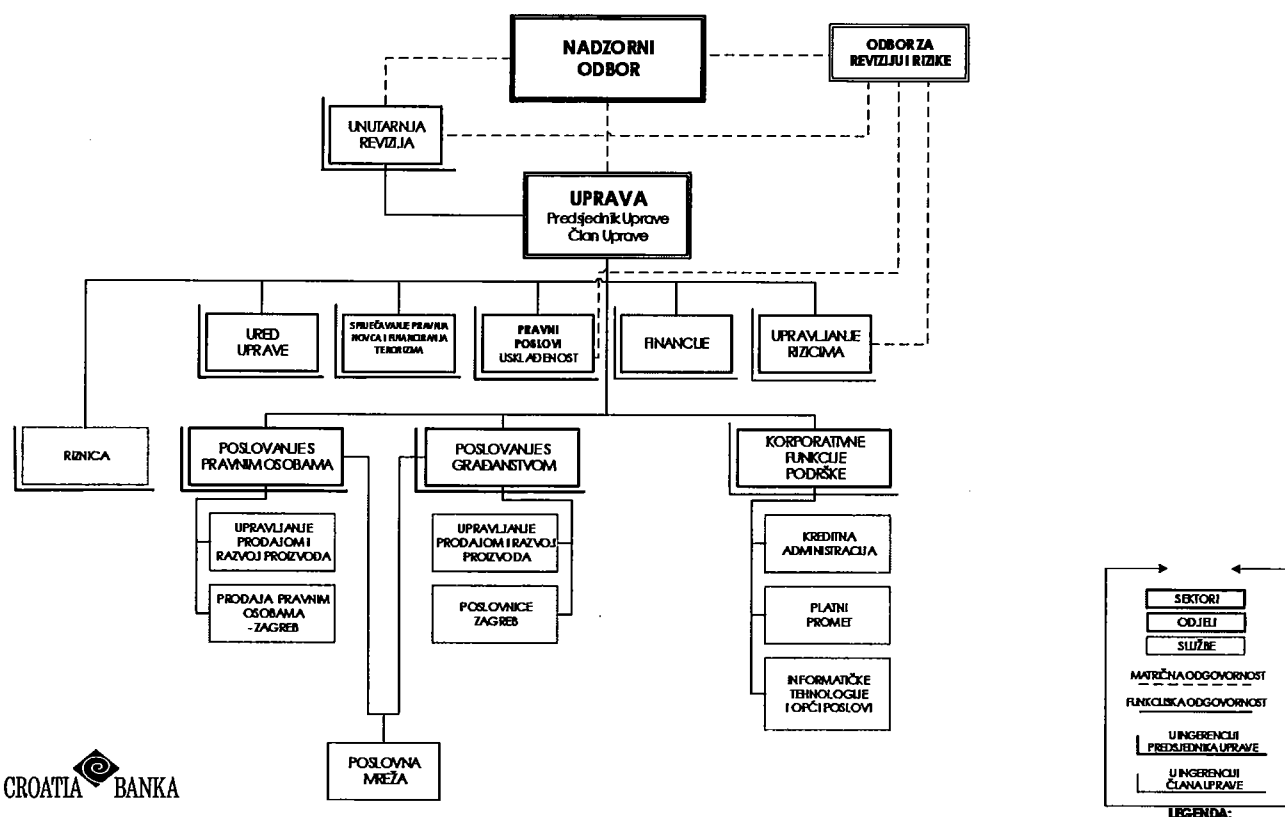 NADZORNI
ODBOR
ODBOR ZA
REVIZIJU I RIZIKE
UNUTARNJA
REVIZIJA
UPRAVA
Predsjednik Uprave
Član Uprave
URED
UPRAVE
SPRJEČAVANJE PRANJA
NOVCA I FINANCIRANJA
TERORIZMA
PRAVNI
POSLOVI
USKLAĐENOST
FINANCIJE
UPRAVLJANJE
RIZICIMA
RIZNICA
POSLOVANJE S
PRAVNIM OSOBAMA
POSLOVANJE S
GRAĐANSTVOM
KORPORATIVNE
FUNKCIJE
PODRŠKE
UPRAVLJANJE
PRODAJOM I
RAZVOJ PROIZVODA
UPRAVLJANJE
PRODAJOM I RAZVOJ
PROIZVODA
KREDITNA
ADMINISTRACIJA
PRODAJA PRAVNIM
OSOBAMA
- ZAGREB
POSLOVNICE
ZAGREB
PLATNI
PROMET
INFORMATIČKE
TEHNOLOGIJE
I OPĆI POSLOVI
POSLOVNA
MREŽA
CROATIA BANKA
SEKTORI
ODJELI
SLUŽBE
MATRIČNA ODGOVORNOST
FUNKCIJSKA ODGOVORNOST
U INGERENCIJI
PREDSJEDNIKA UPRAVE
U INGERENCIJI
ČLANA UPRAVE
LEGENDA: